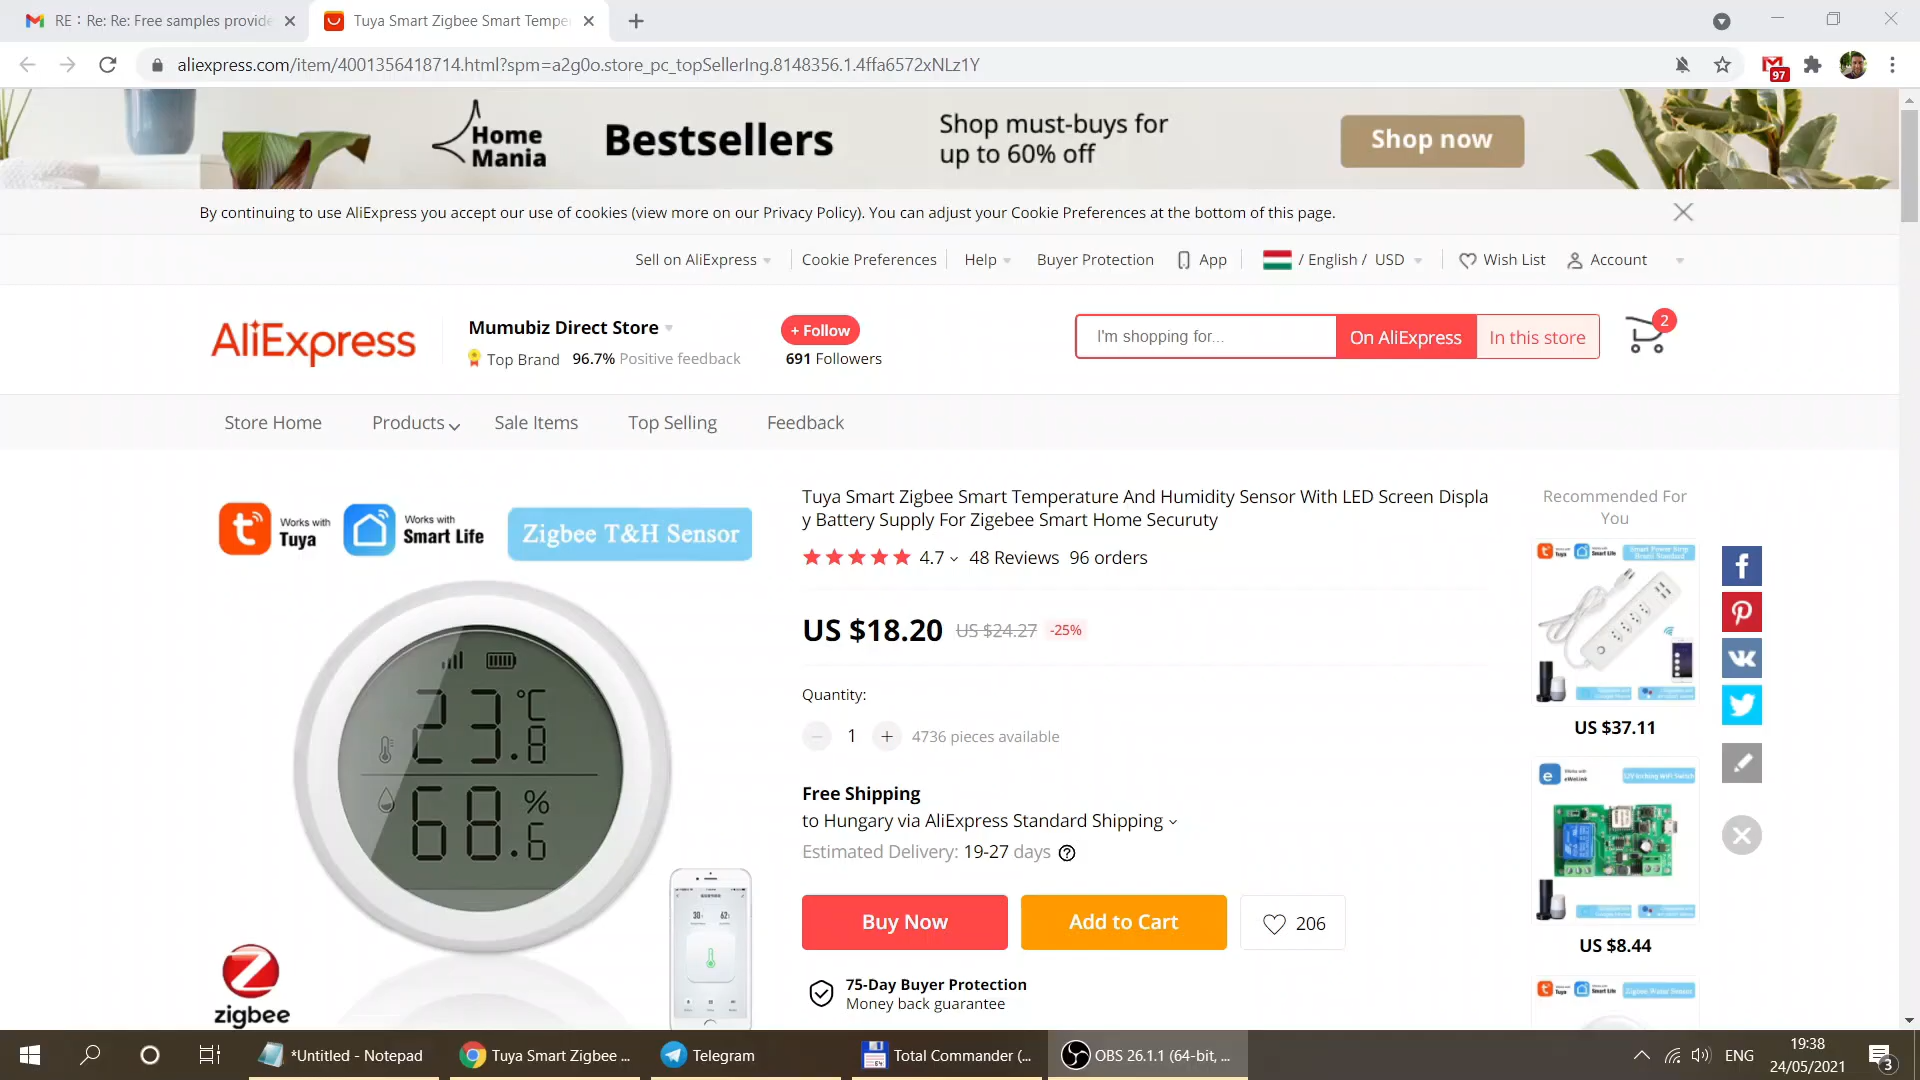 RE : Re: Re: Free samples provide
Tuya Smart Zigbee Smart Tempe
aliexpress.com/item/4001356418714.html?spm=a2g0o.store_pc_topSellerIng.8148356.1.4ffa6572xNLz1Y
97
Home
Mania
Bestsellers
Shop must-buys for
up to 60% off
Shop now
By continuing to use AliExpress you accept our use of cookies (view more on our Privacy Policy). You can adjust your Cookie Preferences at the bottom of this page.
Sell on AliExpress
Cookie Preferences
Help
Buyer Protection
App
/ English / USD
Wish List
Account
AliExpress
Mumubiz Direct Store
Top Brand 96.7% Positive feedback
+ Follow
691 Followers
I'm shopping for...
On AliExpress
In this store
2
Store Home
Products
Sale Items
Top Selling
Feedback
Works with
Tuya
Works with
Smart Life
Zigbee T&H Sensor
23.8 °C
68.6 %
30
62
zigbee
Tuya Smart Zigbee Smart Temperature And Humidity Sensor With LED Screen Displa
y Battery Supply For Zigebee Smart Home Securuty
4.7 48 Reviews 96 orders
US $18.20 US $24.27 -25%
Quantity:
1 + 4736 pieces available
Free Shipping
to Hungary via AliExpress Standard Shipping
Estimated Delivery: 19-27 days
Buy Now
Add to Cart
206
75-Day Buyer Protection
Money back guarantee
Recommended For
You
US $37.11
US $8.44
*Untitled - Notepad
Tuya Smart Zigbee ...
Telegram
Total Commander (...
OBS 26.1.1 (64-bit, ...
ENG
19:38
24/05/2021
3